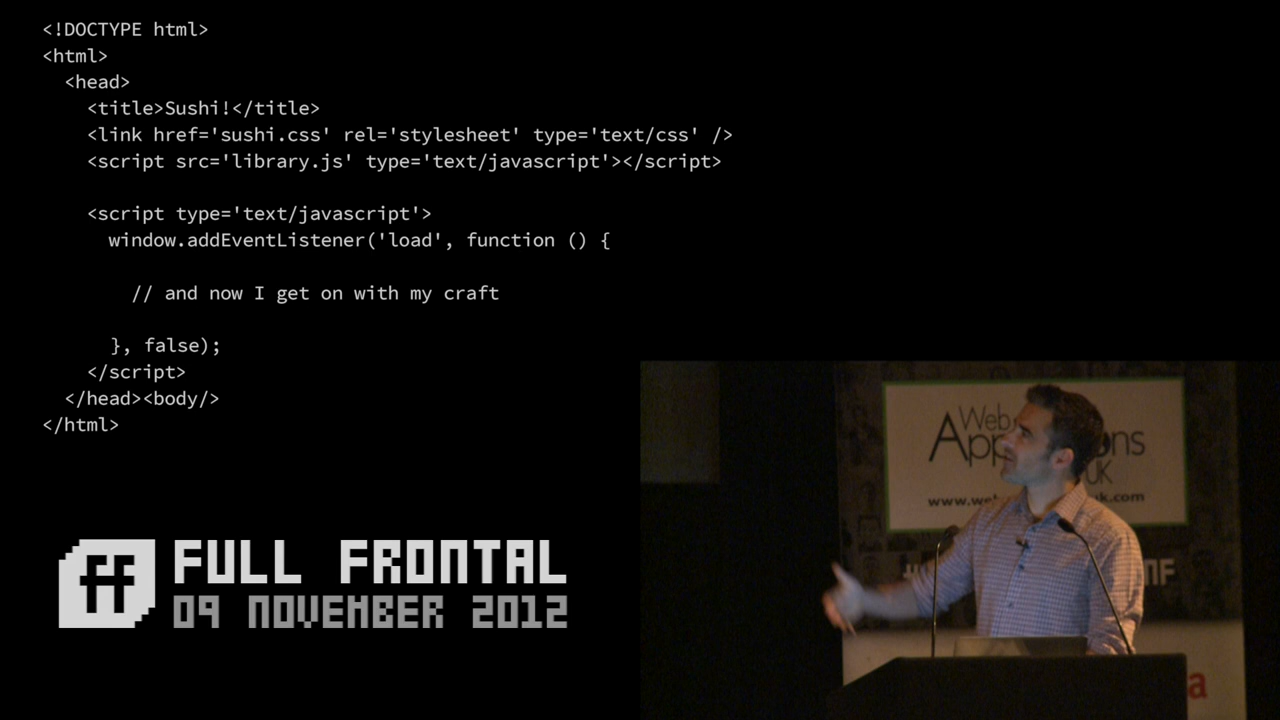 <!DOCTYPE html>
<html>
<head>
<title>Sushi!</title>
<link href='sushi.css' rel='stylesheet' type='text/css' />
<script src='library.js' type='text/javascript'></script>
<script type='text/javascript'>
window.addEventListener('load', function () {
// and now I get on with my craft
}, false);
</script>
</head><body/>
</html>
ff
FULL FRONTAL
09 NOVEMBER 2012
Web